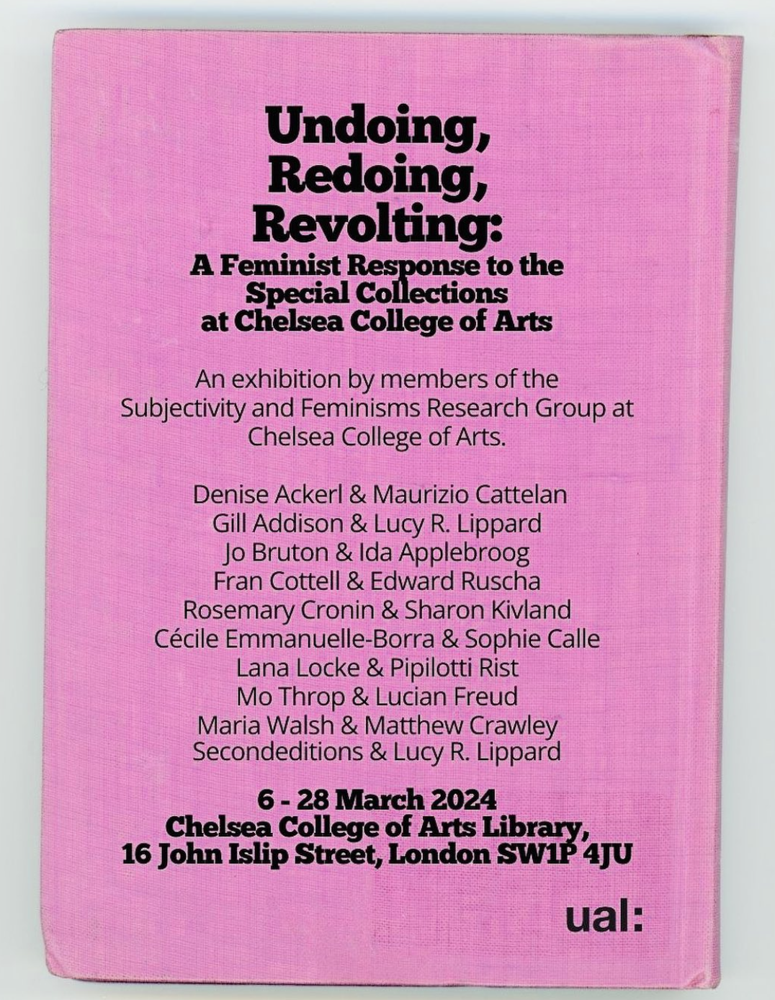 Undoing,
Redoing,
Revolting:
A Feminist Response to the
Special Collections
at Chelsea College of Arts
An exhibition by members of the
Subjectivity and Feminisms Research Group at
Chelsea College of Arts.
Denise Ackerl & Maurizio Cattelan
Gill Addison & Lucy R. Lippard
Jo Bruton & Ida Applebroog
Fran Cottell & Edward Ruscha
Rosemary Cronin & Sharon Kivland
Cécile Emmanuelle-Borra & Sophie Calle
Lana Locke & Pipilotti Rist
Mo Throp & Lucian Freud
Maria Walsh & Matthew Crawley
Secondeditions & Lucy R. Lippard
6 - 28 March 2024
Chelsea College of Arts Library,
16 John Islip Street, London SW1P 4JU
ual: